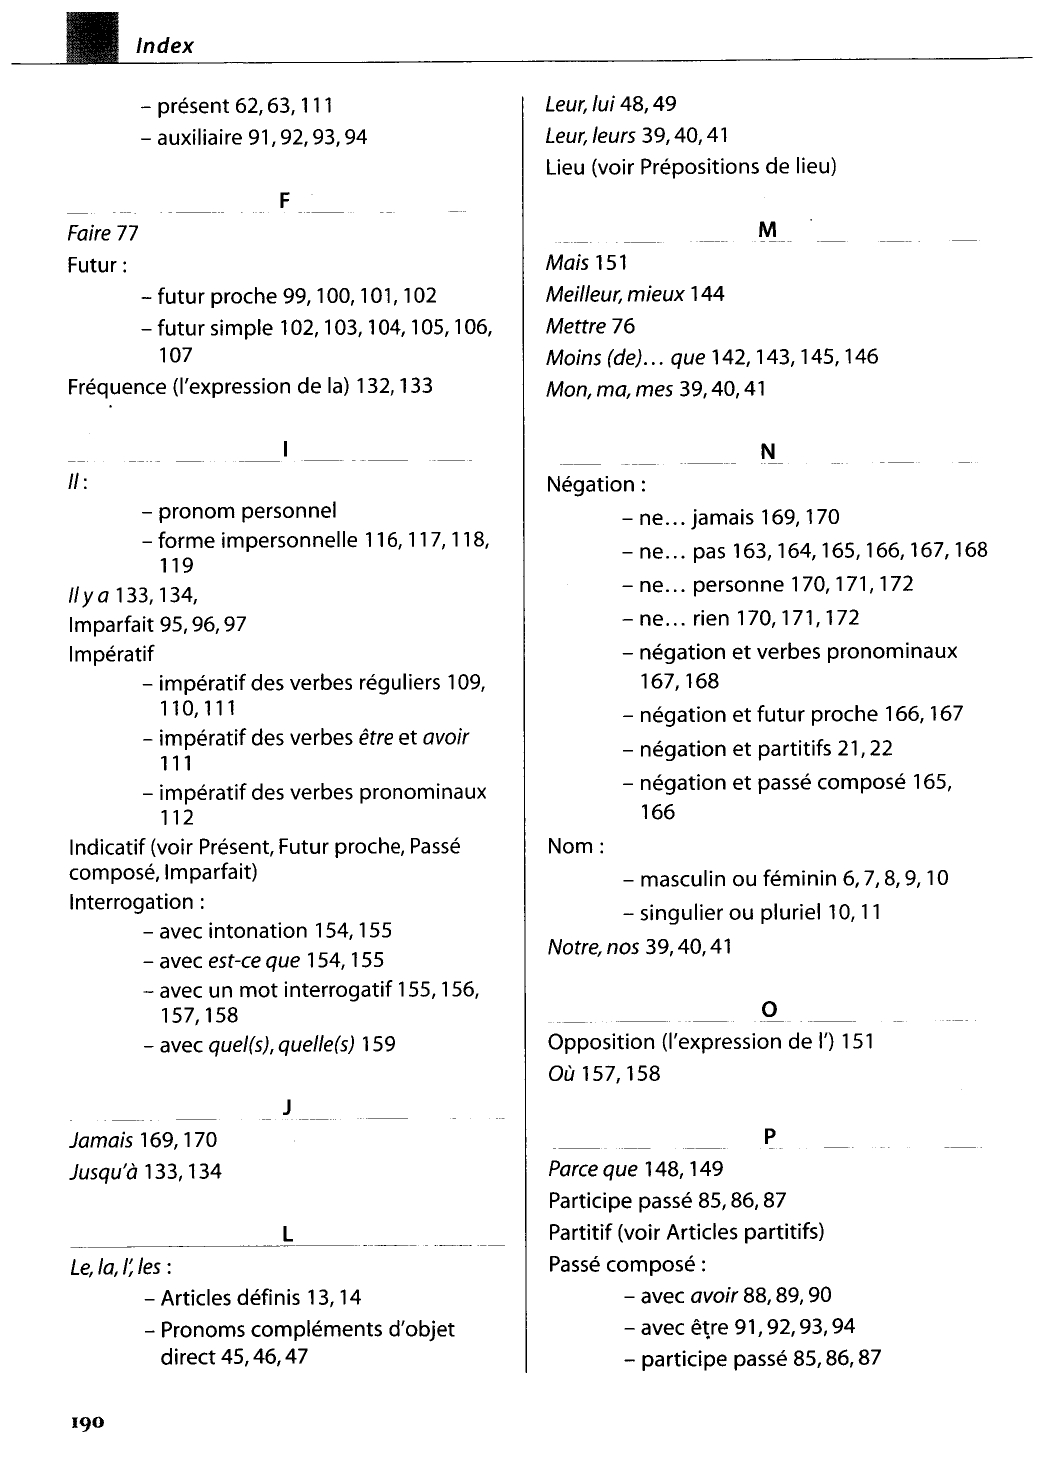 Index
– présent 62, 63, 111
– auxiliaire 91, 92, 93, 94
F
Faire 77
Futur :
– futur proche 99, 100, 101, 102
– futur simple 102, 103, 104, 105, 106,
107
Fréquence (l'expression de la) 132, 133
I
Il :
– pronom personnel
– forme impersonnelle 116, 117, 118,
119
Il y a 133, 134,
Imparfait 95, 96, 97
Impératif
– impératif des verbes réguliers 109,
110, 111
– impératif des verbes être et avoir
111
– impératif des verbes pronominaux
112
Indicatif (voir Présent, Futur proche, Passé
composé, Imparfait)
Interrogation :
– avec intonation 154, 155
– avec est-ce que 154, 155
– avec un mot interrogatif 155, 156,
157, 158
– avec quel(s), quelle(s) 159
J
Jamais 169, 170
Jusqu'à 133, 134
L
Le, la, l', les :
– Articles définis 13, 14
– Pronoms compléments d'objet
direct 45, 46, 47
Leur, lui 48, 49
Leur, leurs 39, 40, 41
Lieu (voir Prépositions de lieu)
M
Mais 151
Meilleur, mieux 144
Mettre 76
Moins (de)... que 142, 143, 145, 146
Mon, ma, mes 39, 40, 41
N
Négation :
– ne... jamais 169, 170
– ne... pas 163, 164, 165, 166, 167, 168
– ne... personne 170, 171, 172
– ne... rien 170, 171, 172
– négation et verbes pronominaux
167, 168
– négation et futur proche 166, 167
– négation et partitifs 21, 22
– négation et passé composé 165,
166
Nom :
– masculin ou féminin 6, 7, 8, 9, 10
– singulier ou pluriel 10, 11
Notre, nos 39, 40, 41
O
Opposition (l'expression de l') 151
Où 157, 158
P
Parce que 148, 149
Participe passé 85, 86, 87
Partitif (voir Articles partitifs)
Passé composé :
– avec avoir 88, 89, 90
– avec être 91, 92, 93, 94
– participe passé 85, 86, 87
190